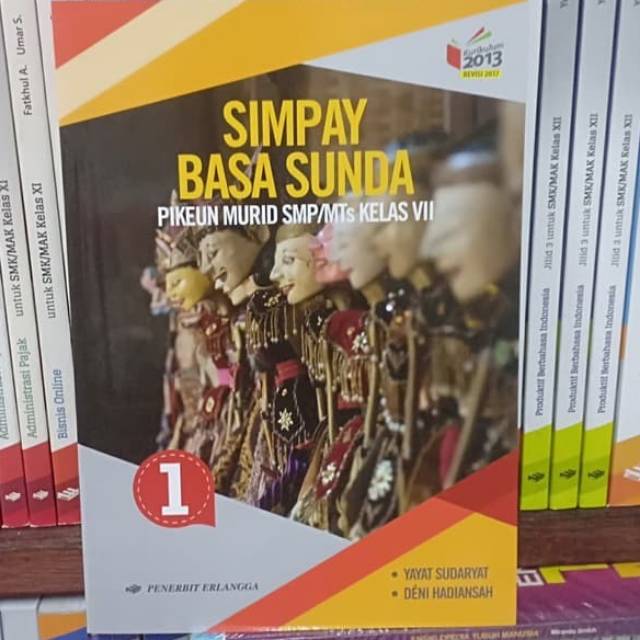 Kurikulum
2013
REVISI 2017
SIMPAY
BASA SUNDA
PIKEUN MURID SMP/MTs KELAS VII
1
• YAYAT SUDARYAT
• DÉNI HADIANSAH
PENERBIT ERLANGGA
Fatkhul A.
Umar S.
untuk SMK/MAK Kelas XI
untuk SMK/MAK Kelas XI
Administrasi Pajak
Bisnis Online
Produktif Berbahasa Indonesia
Jilid 3 untuk SMK/MAK Kelas XII
Produktif Berbahasa Indonesia
Jilid 3 untuk SMK/MAK Kelas XII
Produktif Berbahasa Indonesia
Jilid 3 untuk SMK/MAK Kelas XII